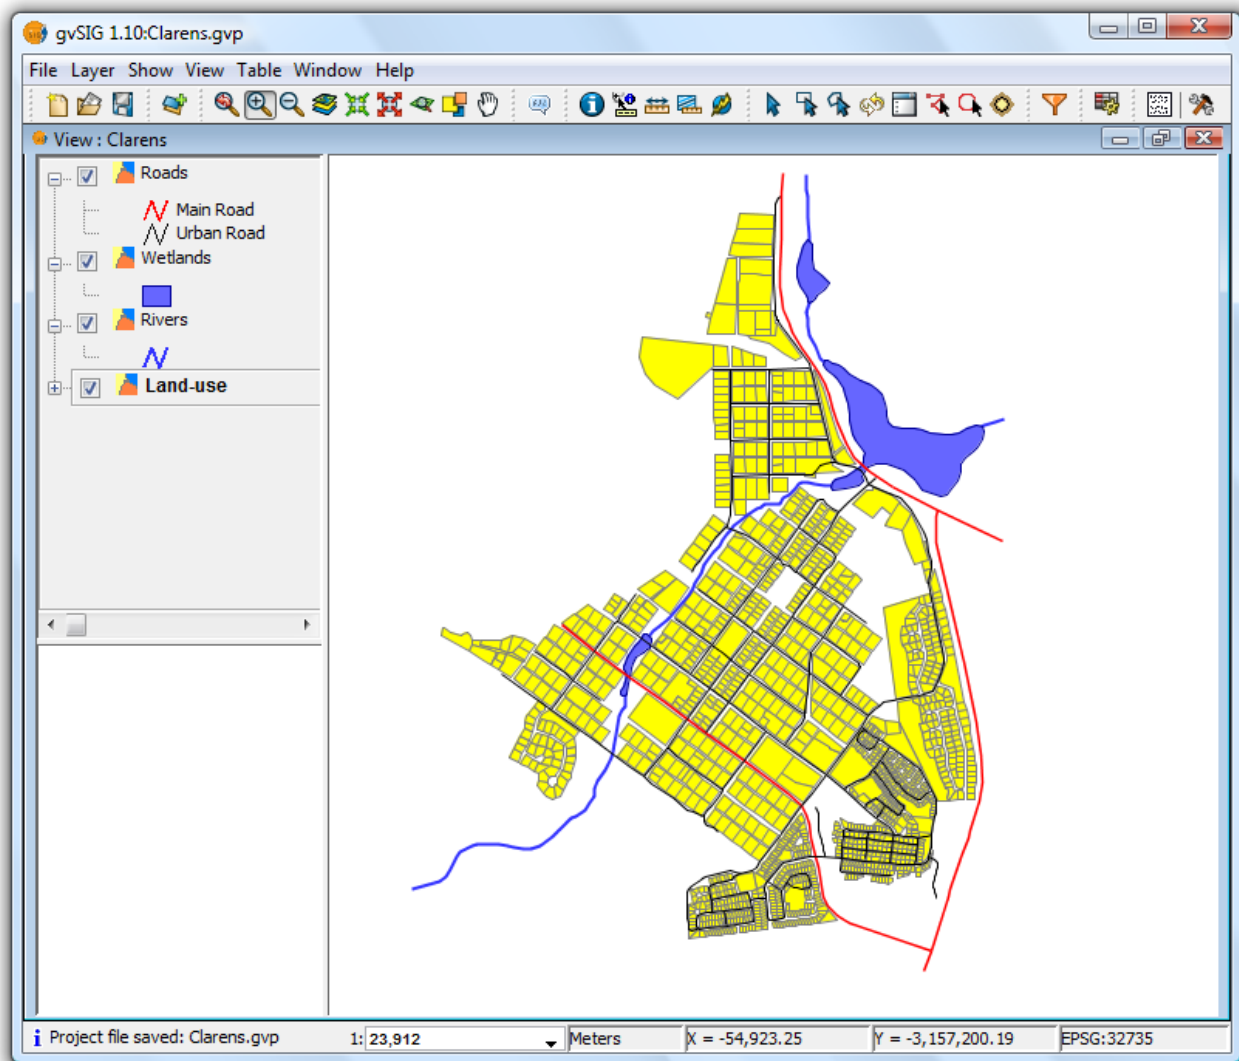 gvSIG 1.10:Clarens.gvp
File Layer Show View Table Window Help
View : Clarens
Roads
Main Road
Urban Road
Wetlands
Rivers
Land-use
Project file saved: Clarens.gvp 1: 23,912 Meters X = -54,923.25 Y = -3,157,200.19 EPSG:32735